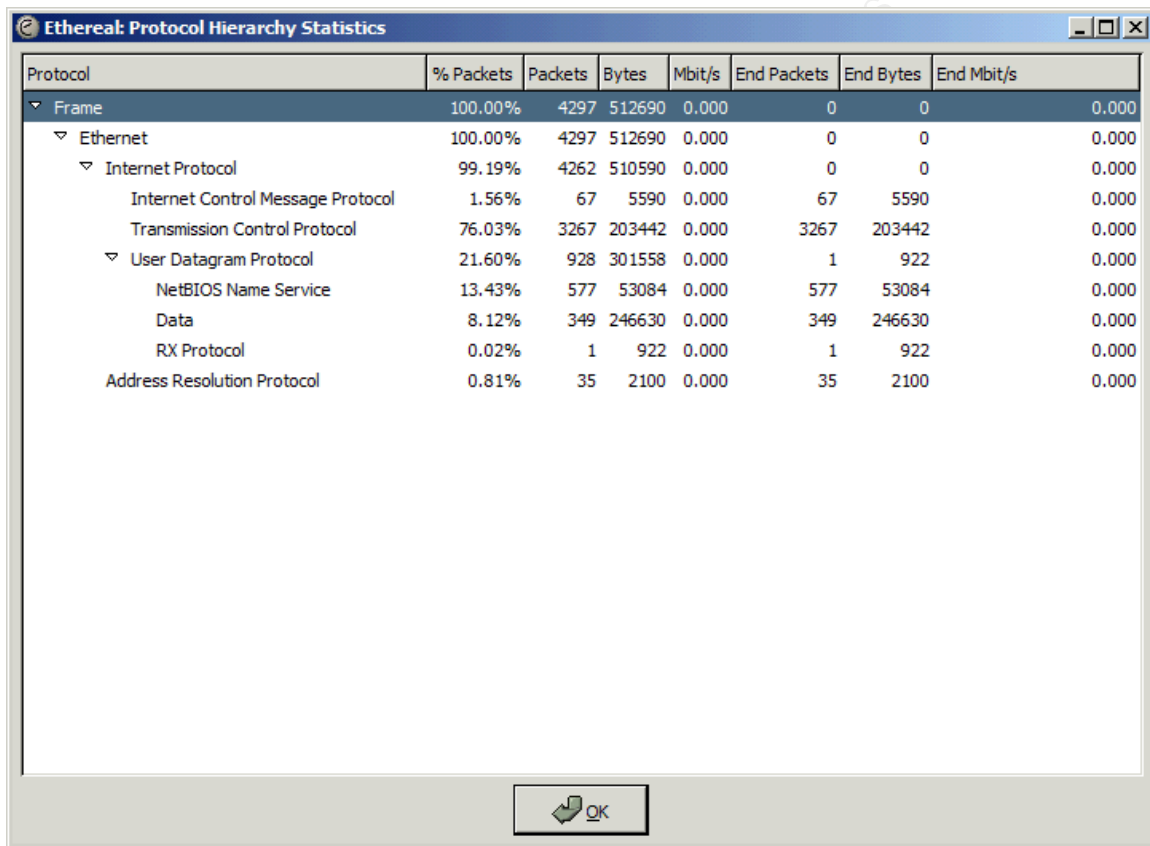 Ethereal: Protocol Hierarchy Statistics
Protocol % Packets Packets Bytes Mbit/s End Packets End Bytes End Mbit/s
Frame 100.00% 4297 512690 0.000 0 0 0.000
Ethernet 100.00% 4297 512690 0.000 0 0 0.000
Internet Protocol 99.19% 4262 510590 0.000 0 0 0.000
Internet Control Message Protocol 1.56% 67 5590 0.000 67 5590 0.000
Transmission Control Protocol 76.03% 3267 203442 0.000 3267 203442 0.000
User Datagram Protocol 21.60% 928 301558 0.000 1 922 0.000
NetBIOS Name Service 13.43% 577 53084 0.000 577 53084 0.000
Data 8.12% 349 246630 0.000 349 246630 0.000
RX Protocol 0.02% 1 922 0.000 1 922 0.000
Address Resolution Protocol 0.81% 35 2100 0.000 35 2100 0.000
OK